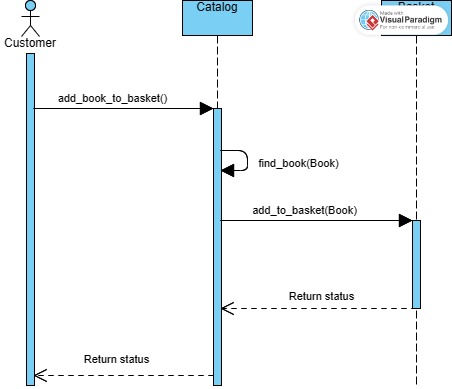 Catalog
Made with
Visual Paradigm
For non-commercial use
Customer
add_book_to_basket()
find_book(Book)
add_to_basket(Book)
Return status
Return status